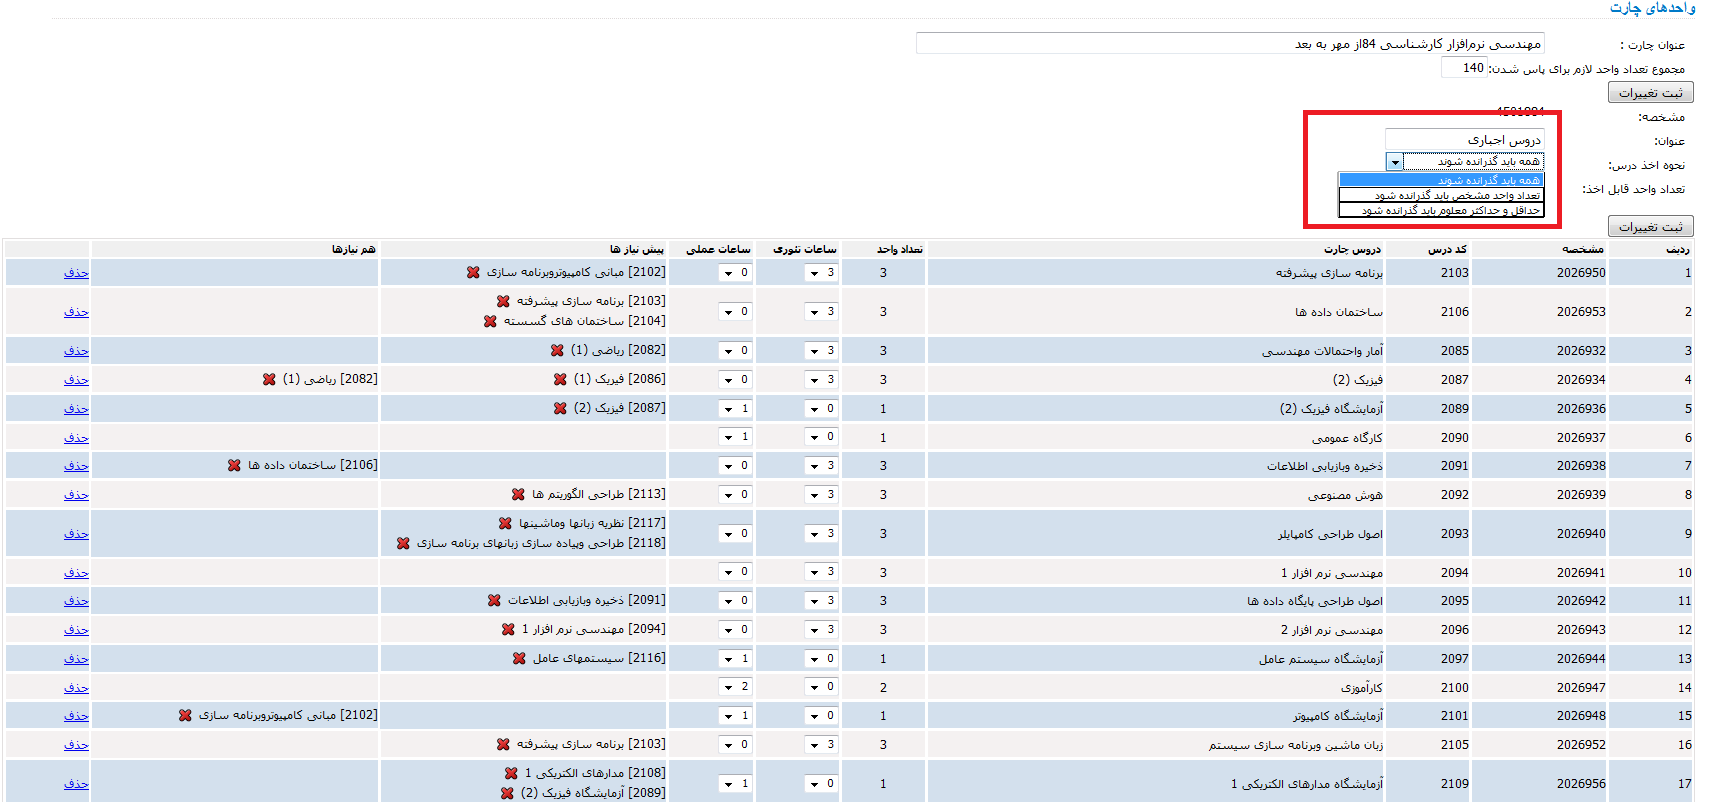 واحدهای چارت
عنوان چارت : مهندسی نرم‌افزار کارشناسی 84از مهر به بعد
مجموع تعداد واحد لازم برای پاس شدن: 140
ثبت تغییرات
مشخصه:
عنوان: دروس اجباری
نحوه اخذ درس: همه باید گذرانده شوند
همه باید گذرانده شوند
تعداد واحد قابل اخذ:
تعداد واحد مشخص باید گذرانده شود
حداقل و حداکثر معلوم باید گذرانده شود
ثبت تغییرات
ردیف مشخصه کد درس دروس چارت تعداد واحد ساعات تئوری ساعات عملی پیش نیاز ها هم نیازها
1 2026950 2103 برنامه سازی پیشرفته 3 3 0 [2102] مبانی کامپیوتروبرنامه سازی حذف
2 2026953 2106 ساختمان داده ها 3 3 0 [2103] برنامه سازی پیشرفته حذف
[2104] ساختمان های گسسته
3 2026932 2085 آمار واحتمالات مهندسی 3 3 0 [2082] ریاضی (1) حذف
4 2026934 2087 فیزیک (2) 3 3 0 [2086] فیریک (1) [2082] ریاضی (1) حذف
5 2026936 2089 آزمایشگاه فیزیک (2) 1 0 1 [2087] فیزیک (2) حذف
6 2026937 2090 کارگاه عمومی 1 0 1 حذف
7 2026938 2091 ذخیره وبازیابی اطلاعات 3 3 0 [2106] ساختمان داده ها حذف
8 2026939 2092 هوش مصنوعی 3 3 0 [2113] طراحی الگوریتم ها حذف
9 2026940 2093 اصول طراحی کامپایلر 3 3 0 [2117] نظریه زبانها وماشینها حذف
[2118] طراحی وپیاده سازی زبانهای برنامه سازی
10 2026941 2094 مهندسی نرم افزار 1 3 3 0 حذف
11 2026942 2095 اصول طراحی پایگاه داده ها 3 3 0 [2091] ذخیره وبازیابی اطلاعات حذف
12 2026943 2096 مهندسی نرم افزار 2 3 3 0 [2094] مهندسی نرم افزار 1 حذف
13 2026944 2097 آزمایشگاه سیستم عامل 1 0 1 [2116] سیستمهای عامل حذف
14 2026947 2100 کارآموزی 2 0 2 حذف
15 2026948 2101 آزمایشگاه کامپیوتر 1 0 1 [2102] مبانی کامپیوتروبرنامه سازی حذف
16 2026952 2105 زبان ماشین وبرنامه سازی سیستم 3 3 0 [2103] برنامه سازی پیشرفته حذف
17 2026956 2109 آزمایشگاه مدارهای الکتریکی 1 1 0 1 [2108] مدارهای الکتریکی 1 حذف
[2089] آزمایشگاه فیزیک (2)